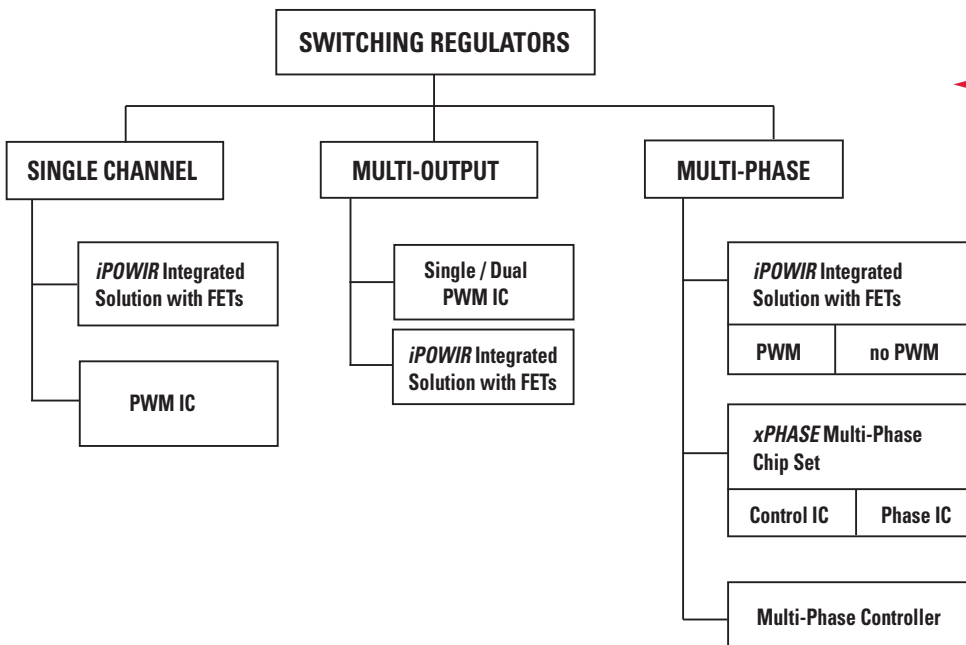 SWITCHING REGULATORS
SINGLE CHANNEL
iPOWIR Integrated
Solution with FETs
PWM IC
MULTI-OUTPUT
Single / Dual
PWM IC
iPOWIR Integrated
Solution with FETs
MULTI-PHASE
iPOWIR Integrated
Solution with FETs
PWM
no PWM
xPHASE Multi-Phase
Chip Set
Control IC
Phase IC
Multi-Phase Controller